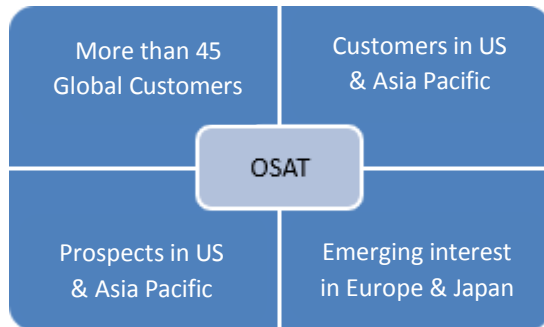 More than 45
Global Customers
Customers in US
& Asia Pacific
OSAT
Prospects in US
& Asia Pacific
Emerging interest
in Europe & Japan